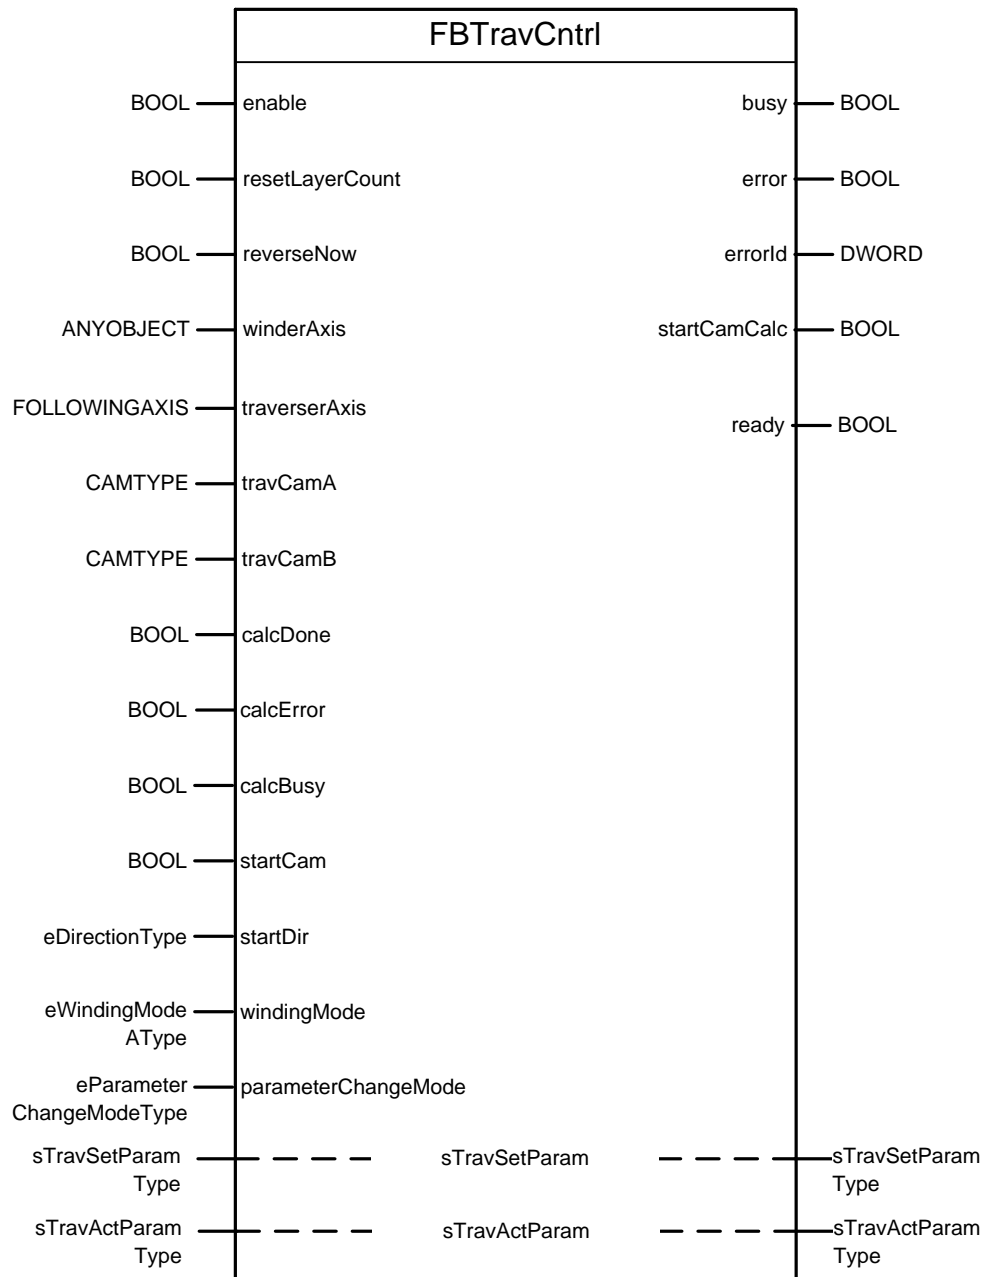 FBTravCntrl
BOOL enable busy BOOL
BOOL resetLayerCount error BOOL
BOOL reverseNow errorId DWORD
ANYOBJECT winderAxis startCamCalc BOOL
FOLLOWINGAXIS traverserAxis
ready BOOL
CAMTYPE travCamA
CAMTYPE travCamB
BOOL calcDone
BOOL calcError
BOOL calcBusy
BOOL startCam
eDirectionType startDir
eWindingMode windingMode
AType
eParameter parameterChangeMode
ChangeModeType
sTravSetParam sTravSetParam sTravSetParam
Type Type
sTravActParam sTravActParam sTravActParam
Type Type